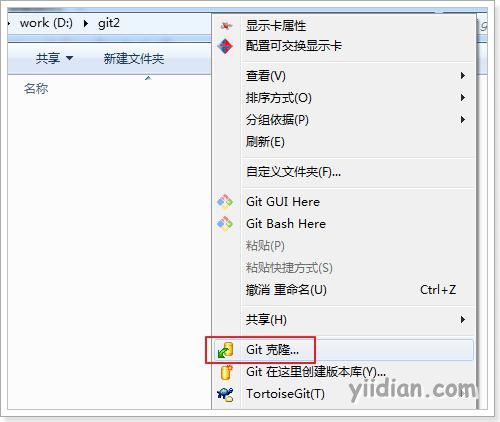 work (D:) ▸ git2
共享 ▼ 新建文件夹
名称
显示卡属性
配置可交换显示卡
查看(V)
排序方式(O)
分组依据(P)
刷新(E)
自定义文件夹(F)...
Git GUI Here
Git Bash Here
粘贴(P)
粘贴快捷方式(S)
撤消 重命名(U) Ctrl+Z
共享(H)
Git 克隆...
Git 在这里创建版本库(Y)...
TortoiseGit(T)
yiidian.com